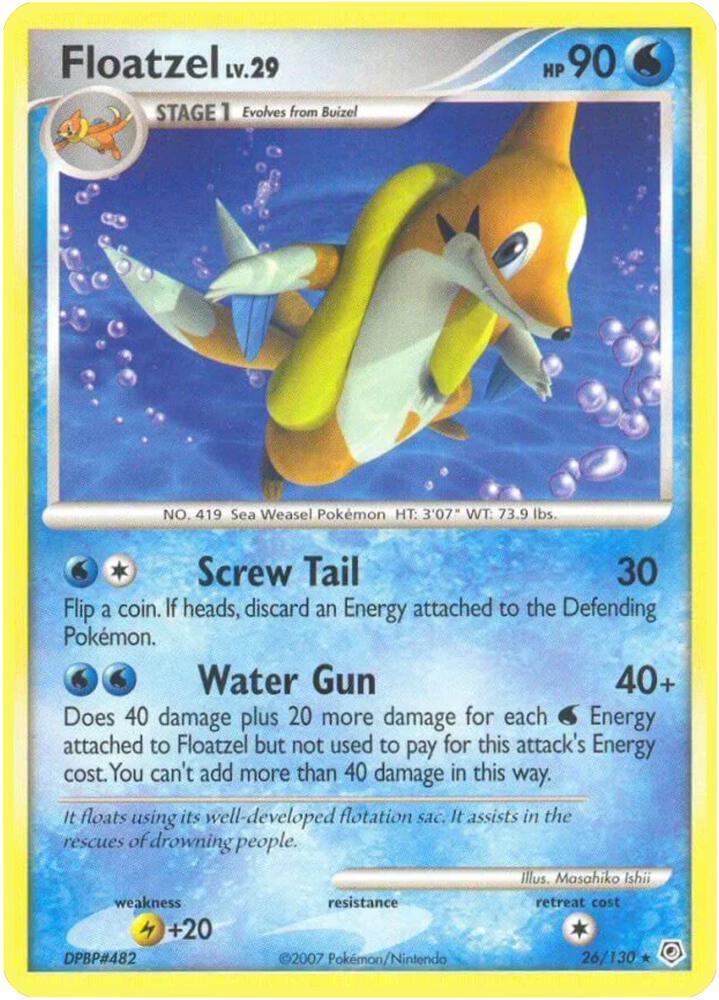 Floatzel LV.29 HP 90
STAGE 1 Evolves from Buizel
NO. 419 Sea Weasel Pokémon HT: 3'07" WT: 73.9 lbs.
Screw Tail 30
Flip a coin. If heads, discard an Energy attached to the Defending
Pokémon.
Water Gun 40+
Does 40 damage plus 20 more damage for each Energy
attached to Floatzel but not used to pay for this attack's Energy
cost. You can't add more than 40 damage in this way.
It floats using its well-developed flotation sac. It assists in the
rescues of drowning people.
Illus. Masahiko Ishii
weakness resistance retreat cost
+20
DPBP#482 ©2007 Pokémon/Nintendo 26/130 ★